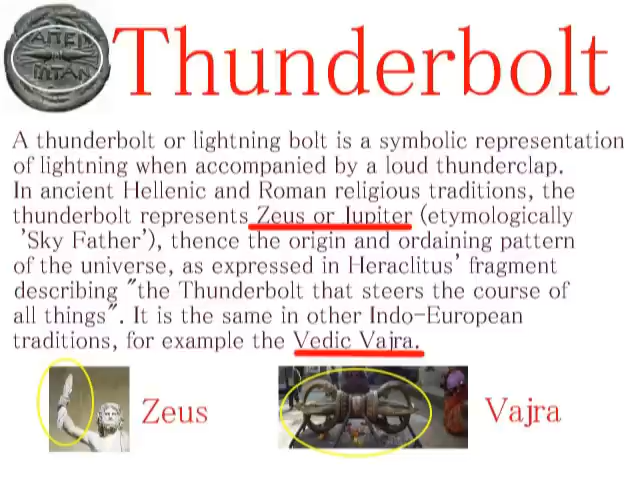 ΑΠΕΙ
ΡΩΤΑΝ
Thunderbolt
A thunderbolt or lightning bolt is a symbolic representation
of lightning when accompanied by a loud thunderclap.
In ancient Hellenic and Roman religious traditions, the
thunderbolt represents Zeus or Jupiter (etymologically
'Sky Father'), thence the origin and ordaining pattern
of the universe, as expressed in Heraclitus' fragment
describing "the Thunderbolt that steers the course of
all things". It is the same in other Indo-European
traditions, for example the Vedic Vajra.
Zeus
Vajra